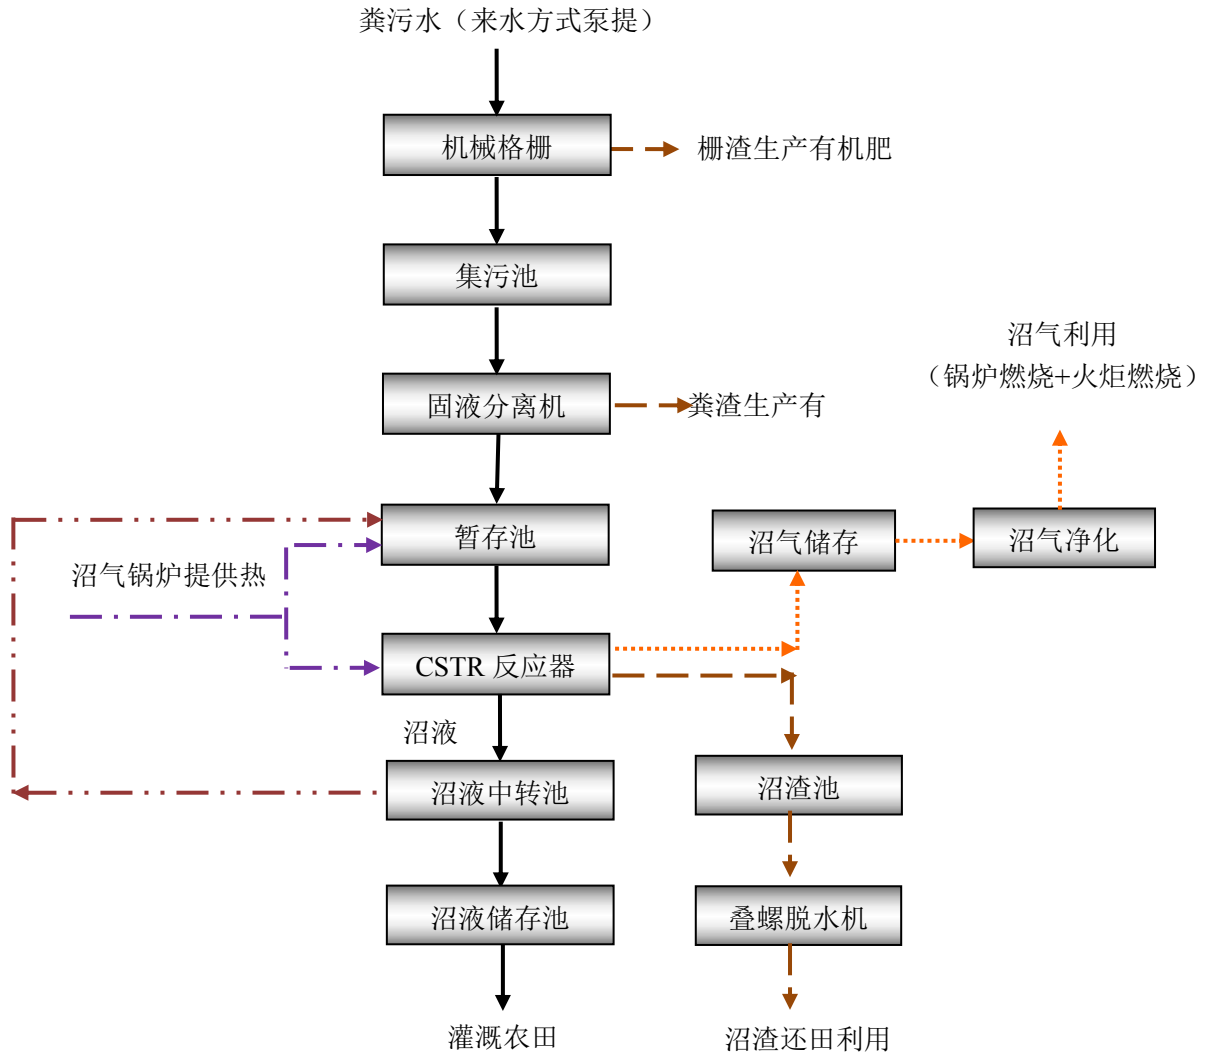 粪污水（来水方式泵提）
机械格栅
栅渣生产有机肥
集污池
沼气利用
（锅炉燃烧+火炬燃烧）
固液分离机
粪渣生产有
暂存池
沼气储存
沼气净化
沼气锅炉提供热
CSTR 反应器
沼液
沼液中转池
沼渣池
沼液储存池
叠螺脱水机
灌溉农田
沼渣还田利用